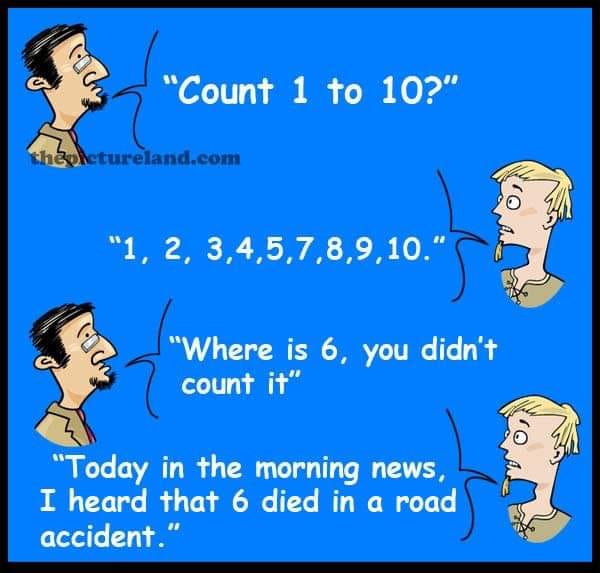 “Count 1 to 10?”
thepictureland.com
“1, 2, 3,4,5,7,8,9,10.”
“Where is 6, you didn’t
count it”
“Today in the morning news,
I heard that 6 died in a road
accident.”